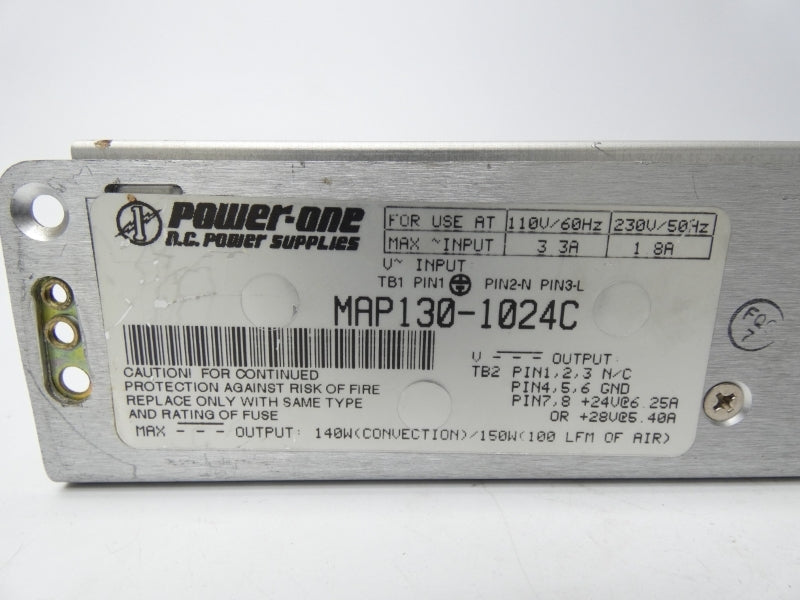 POWER-ONE
D.C. POWER SUPPLIES
FOR USE AT 110V/60Hz 230V/50Hz
MAX ~INPUT 3.3A 1.8A
V~ INPUT
TB1 PIN1 PIN2-N PIN3-L
MAP130-1024C
CAUTION! FOR CONTINUED
PROTECTION AGAINST RISK OF FIRE
REPLACE ONLY WITH SAME TYPE
AND RATING OF FUSE
V --- OUTPUT:
TB2 PIN1,2,3 N/C
PIN4,5,6 GND
PIN7,8 +24V@6.25A
OR +28V@5.40A
MAX --- OUTPUT: 140W(CONVECTION)/150W(100 LFM OF AIR)
7